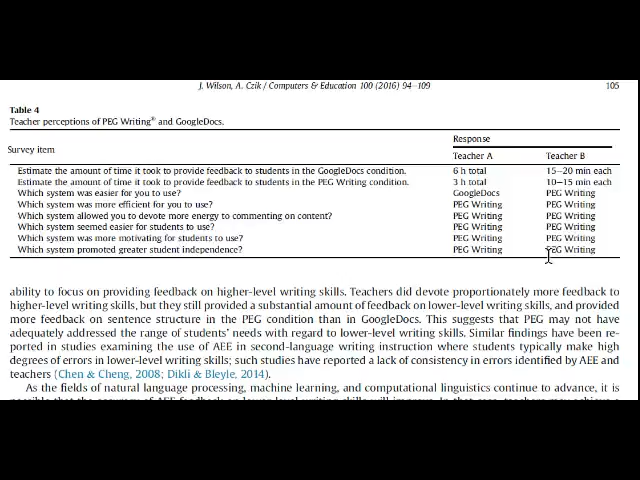 J. Wilson, A. Czik / Computers & Education 100 (2016) 94–109 105
Table 4
Teacher perceptions of PEG Writing® and GoogleDocs.
Survey item Response
Teacher A Teacher B
Estimate the amount of time it took to provide feedback to students in the GoogleDocs condition. 6 h total 15–20 min each
Estimate the amount of time it took to provide feedback to students in the PEG Writing condition. 3 h total 10–15 min each
Which system was easier for you to use? GoogleDocs PEG Writing
Which system was more efficient for you to use? PEG Writing PEG Writing
Which system allowed you to devote more energy to commenting on content? PEG Writing PEG Writing
Which system seemed easier for students to use? PEG Writing PEG Writing
Which system was more motivating for students to use? PEG Writing PEG Writing
Which system promoted greater student independence? PEG Writing PEG Writing
ability to focus on providing feedback on higher-level writing skills. Teachers did devote proportionately more feedback to
higher-level writing skills, but they still provided a substantial amount of feedback on lower-level writing skills, and provided
more feedback on sentence structure in the PEG condition than in GoogleDocs. This suggests that PEG may not have
adequately addressed the range of students' needs with regard to lower-level writing skills. Similar findings have been re-
ported in studies examining the use of AEE in second-language writing instruction where students typically make high
degrees of errors in lower-level writing skills; such studies have reported a lack of consistency in errors identified by AEE and
teachers (Chen & Cheng, 2008; Dikli & Bleyle, 2014).
As the fields of natural language processing, machine learning, and computational linguistics continue to advance, it is